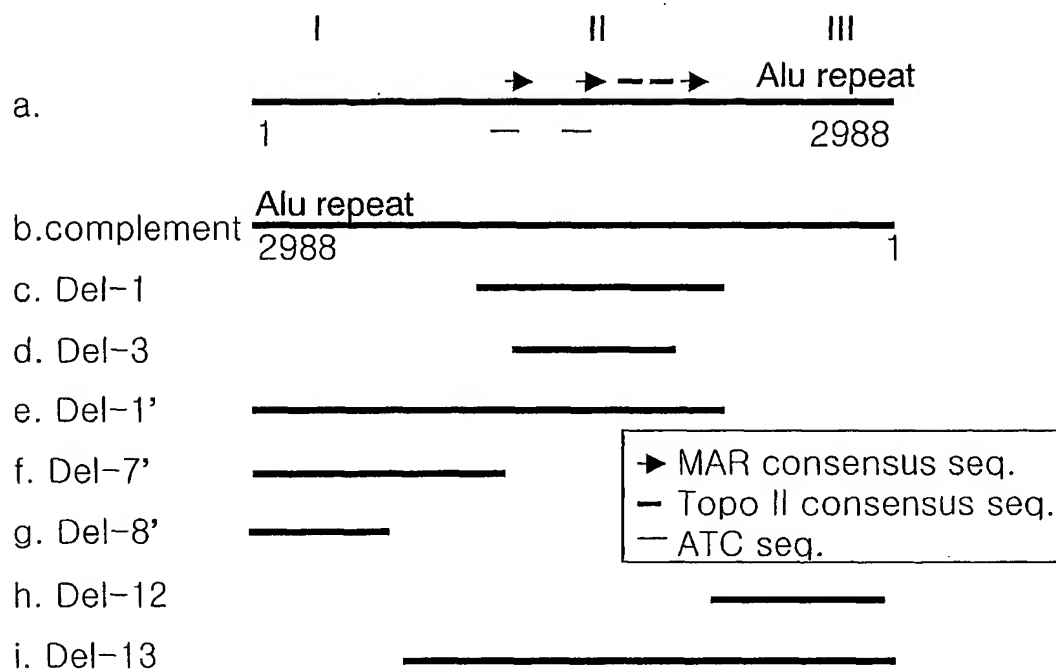 I II III
Alu repeat
a.
1 2988
Alu repeat
b.complement
2988 1
c. Del-1
d. Del-3
e. Del-1'
f. Del-7'
g. Del-8'
h. Del-12
i. Del-13
MAR consensus seq.
Topo II consensus seq.
ATC seq.